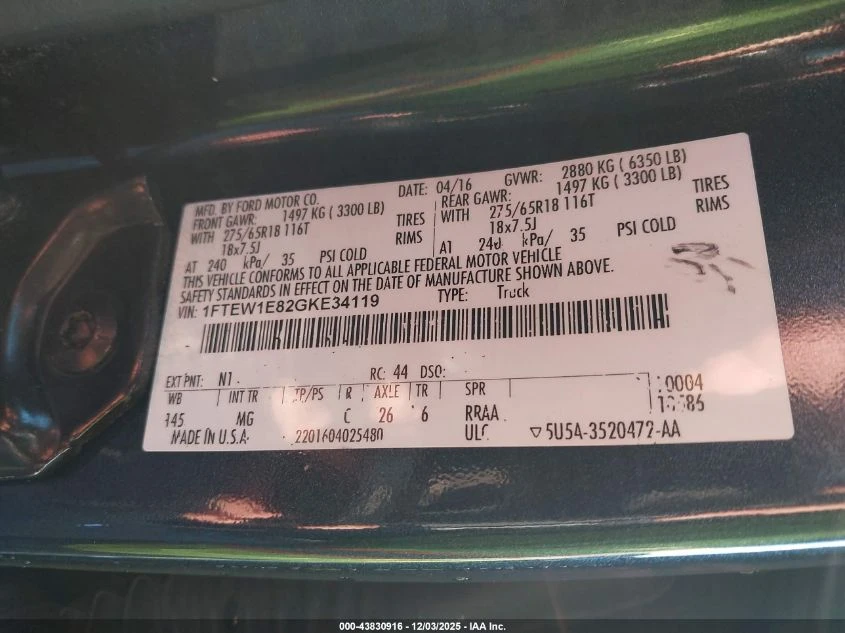 MFD. BY FORD MOTOR CO. DATE: 04/16 GVWR: 2880 KG ( 6350 LB)
FRONT GAWR: 1497 KG ( 3300 LB) REAR GAWR: 1497 KG ( 3300 LB)
WITH 275/65R18 116T TIRES WITH 275/65R18 116T TIRES
18x7.5J RIMS 18x7.5J RIMS
AT 240 kPa/ 35 PSI COLD AT 240 kPa/ 35 PSI COLD
THIS VEHICLE CONFORMS TO ALL APPLICABLE FEDERAL MOTOR VEHICLE
SAFETY STANDARDS IN EFFECT ON THE DATE OF MANUFACTURE SHOWN ABOVE.
VIN: 1FTEW1E82GKE34119 TYPE: Truck
EXT PNT: N1 RC: 44 DSO:
WB INT TR TP/PS R AXLE TR SPR
145 MG C 26 6 RRAA
MADE IN U.S.A. 2201604025480 ULC ▽5U5A-3520472-AA
000-43830916 - 12/03/2025 - IAA Inc.